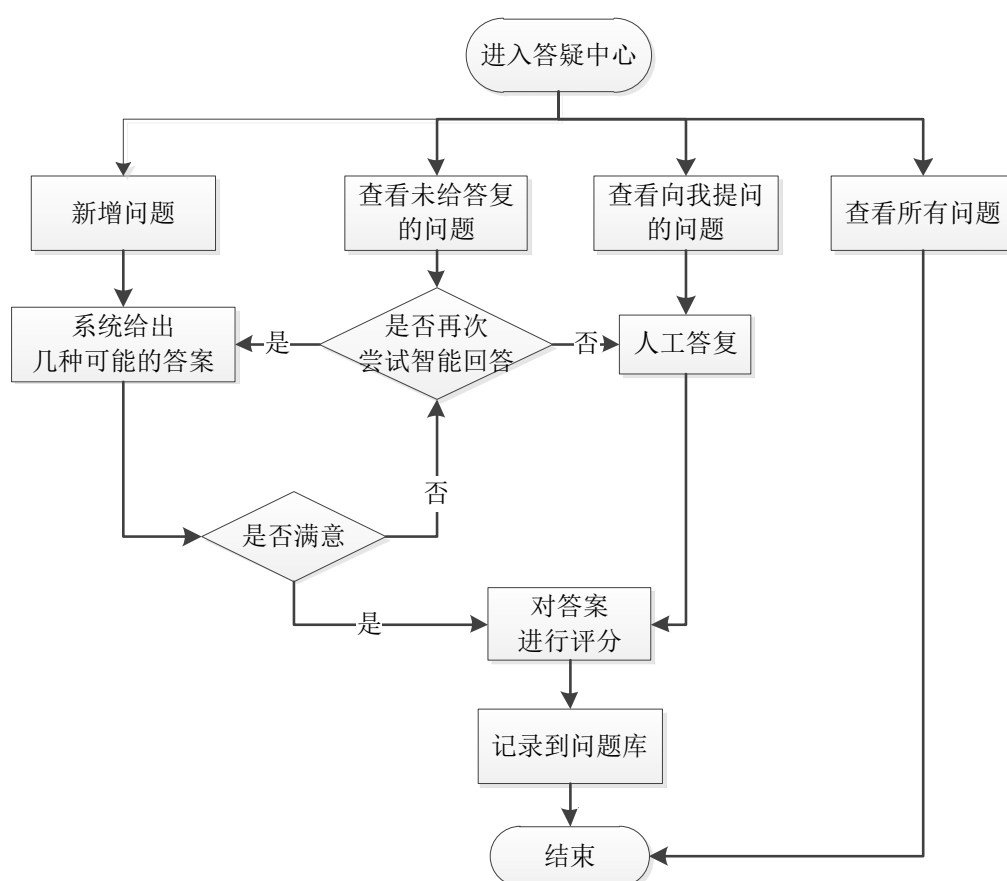 进入答疑中心
新增问题
查看未给答复
的问题
查看向我提问
的问题
查看所有问题
系统给出
几种可能的答案
是
是否再次
尝试智能回答
否
人工答复
否
是否满意
是
对答案
进行评分
记录到问题库
结束